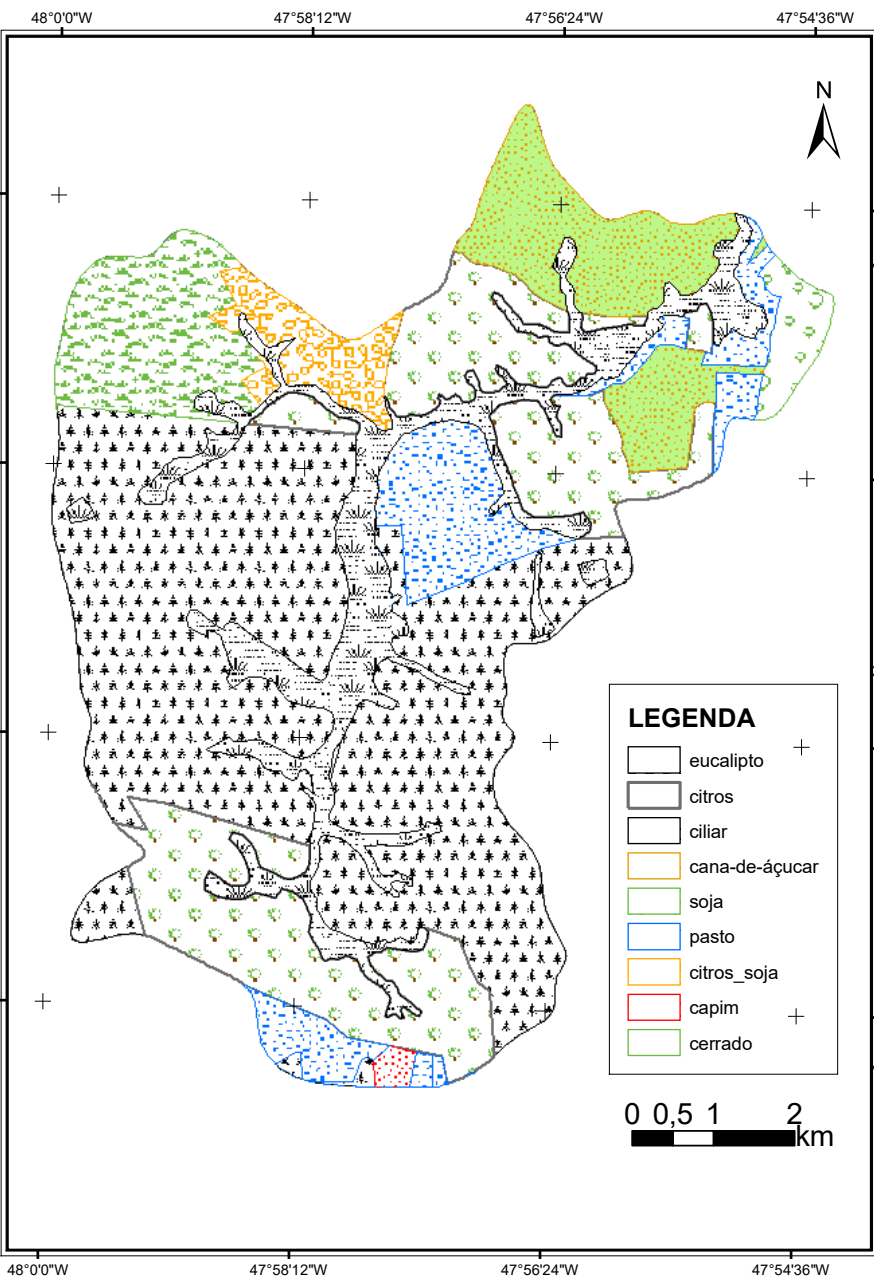 48°0'0"W 47°58'12"W 47°56'24"W 47°54'36"W
N
LEGENDA
eucalipto
citros
ciliar
cana-de-áçucar
soja
pasto
citros_soja
capim
cerrado
0 0,5 1 2
km
48°0'0"W 47°58'12"W 47°56'24"W 47°54'36"W